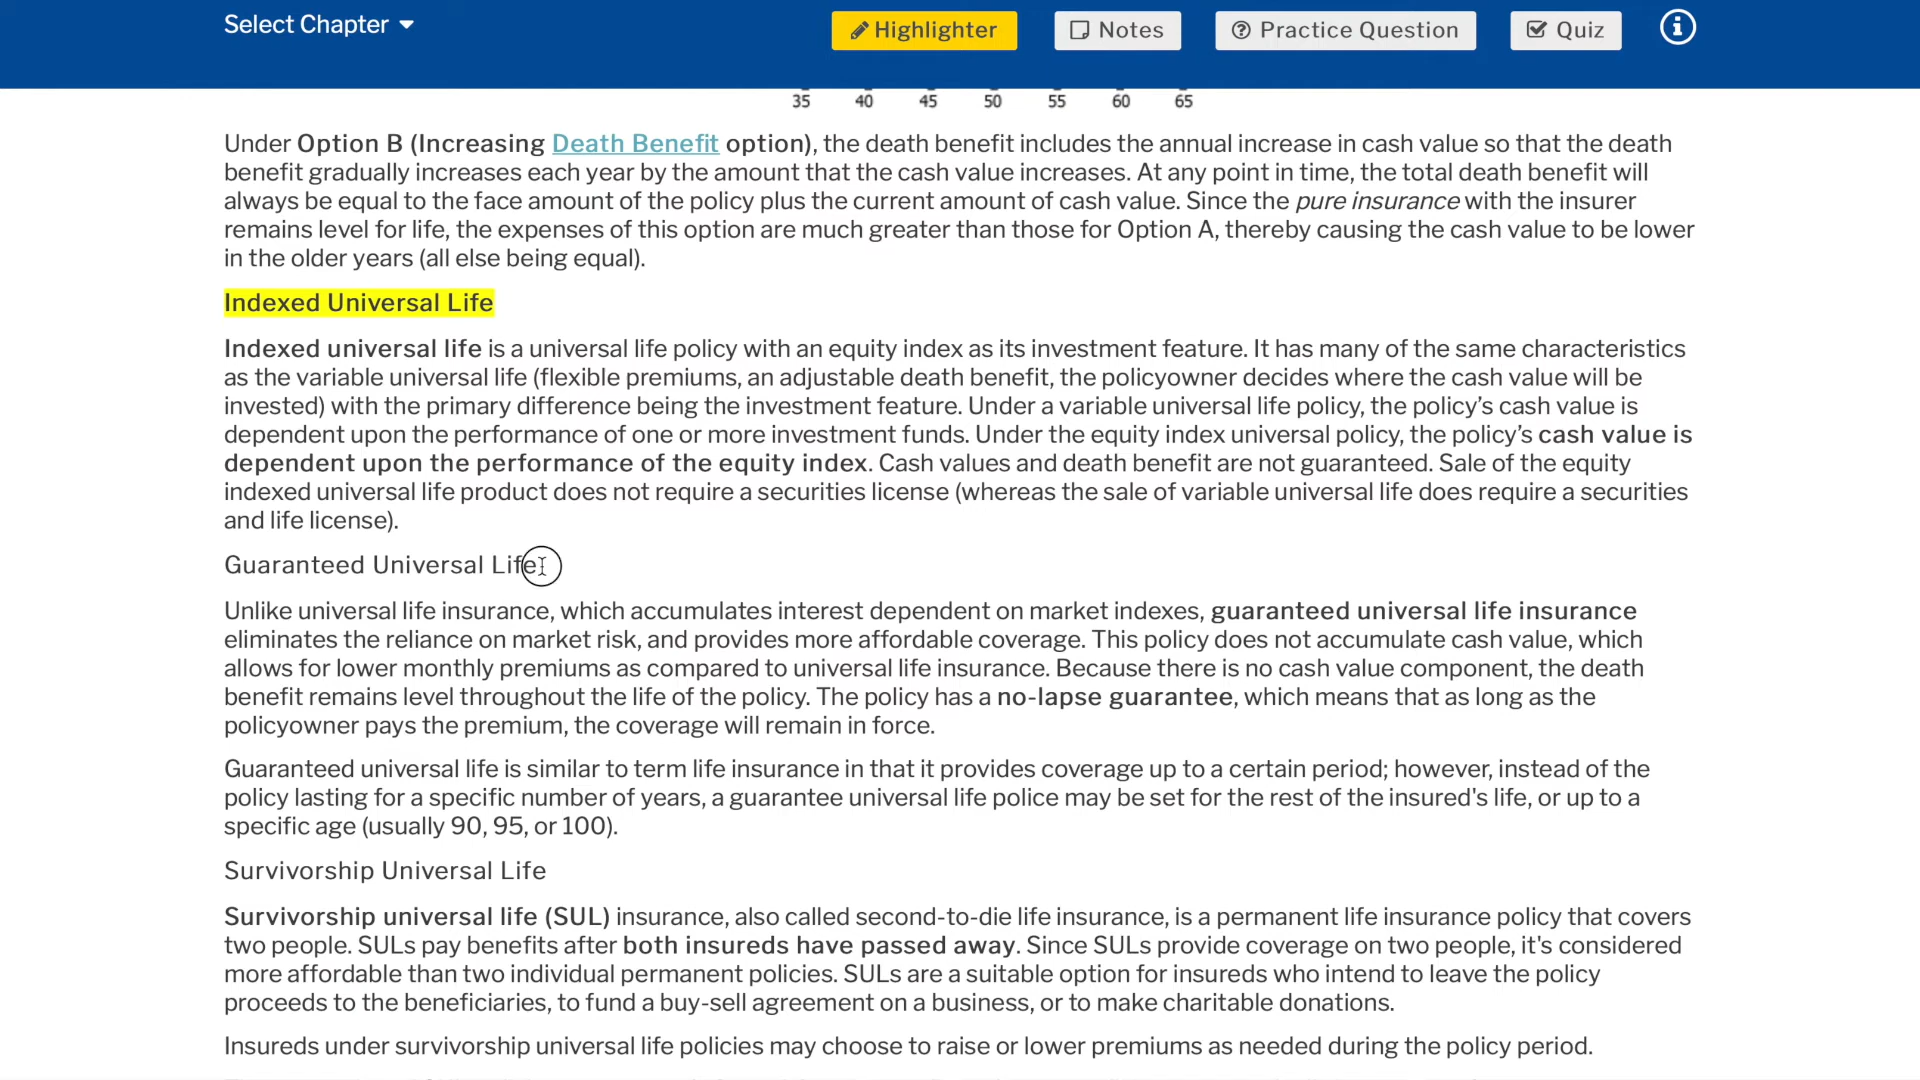 Select Chapter
Highlighter
Notes
Practice Question
Quiz
35 40 45 50 55 60 65
Under Option B (Increasing Death Benefit option), the death benefit includes the annual increase in cash value so that the death
benefit gradually increases each year by the amount that the cash value increases. At any point in time, the total death benefit will
always be equal to the face amount of the policy plus the current amount of cash value. Since the pure insurance with the insurer
remains level for life, the expenses of this option are much greater than those for Option A, thereby causing the cash value to be lower
in the older years (all else being equal).
Indexed Universal Life
Indexed universal life is a universal life policy with an equity index as its investment feature. It has many of the same characteristics
as the variable universal life (flexible premiums, an adjustable death benefit, the policyowner decides where the cash value will be
invested) with the primary difference being the investment feature. Under a variable universal life policy, the policy’s cash value is
dependent upon the performance of one or more investment funds. Under the equity index universal policy, the policy’s cash value is
dependent upon the performance of the equity index. Cash values and death benefit are not guaranteed. Sale of the equity
indexed universal life product does not require a securities license (whereas the sale of variable universal life does require a securities
and life license).
Guaranteed Universal Life
Unlike universal life insurance, which accumulates interest dependent on market indexes, guaranteed universal life insurance
eliminates the reliance on market risk, and provides more affordable coverage. This policy does not accumulate cash value, which
allows for lower monthly premiums as compared to universal life insurance. Because there is no cash value component, the death
benefit remains level throughout the life of the policy. The policy has a no-lapse guarantee, which means that as long as the
policyowner pays the premium, the coverage will remain in force.
Guaranteed universal life is similar to term life insurance in that it provides coverage up to a certain period; however, instead of the
policy lasting for a specific number of years, a guarantee universal life police may be set for the rest of the insured's life, or up to a
specific age (usually 90, 95, or 100).
Survivorship Universal Life
Survivorship universal life (SUL) insurance, also called second-to-die life insurance, is a permanent life insurance policy that covers
two people. SULs pay benefits after both insureds have passed away. Since SULs provide coverage on two people, it's considered
more affordable than two individual permanent policies. SULs are a suitable option for insureds who intend to leave the policy
proceeds to the beneficiaries, to fund a buy-sell agreement on a business, or to make charitable donations.
Insureds under survivorship universal life policies may choose to raise or lower premiums as needed during the policy period.